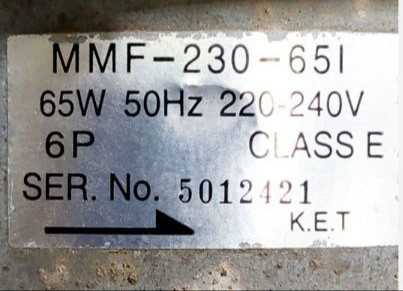 MMF-230-65I
65W 50Hz 220-240V
6P CLASS E
SER. No. 5012421
K.E.T